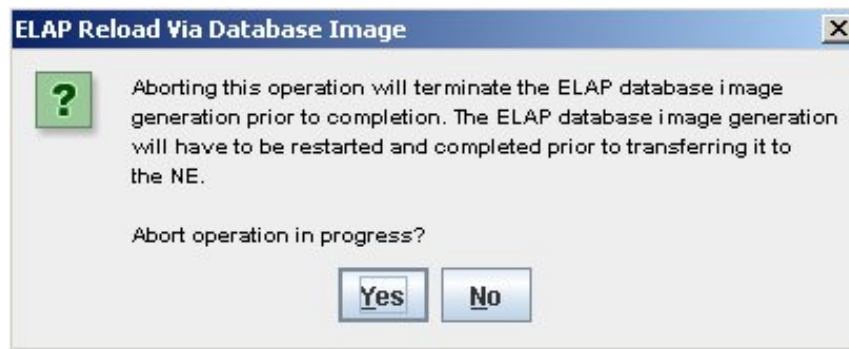 ELAP Reload Via Database Image
Aborting this operation will terminate the ELAP database image
generation prior to completion. The ELAP database image generation
will have to be restarted and completed prior to transferring it to
the NE.
Abort operation in progress?
Yes No